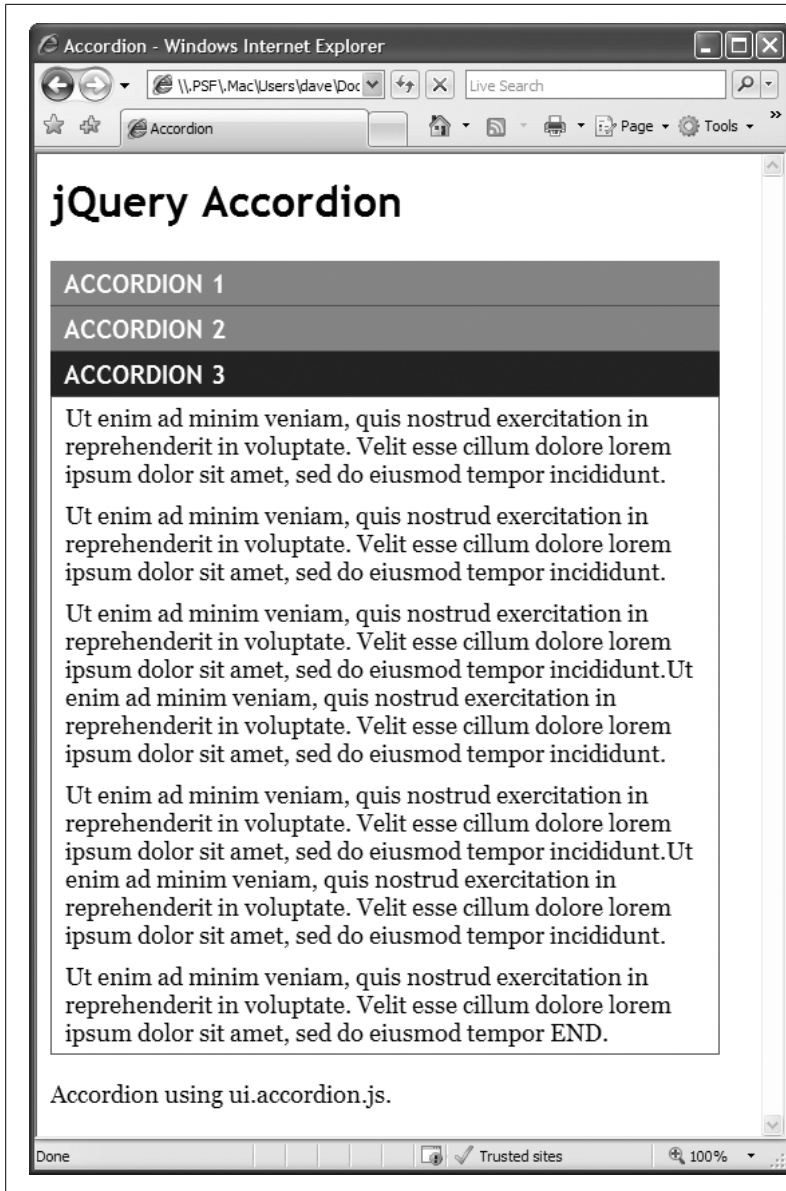 Accordion - Windows Internet Explorer
\\.PSF\.Mac\Users\dave\Doc
Live Search
Accordion
Page
Tools
»
jQuery Accordion
ACCORDION 1
ACCORDION 2
ACCORDION 3
Ut enim ad minim veniam, quis nostrud exercitation in
reprehenderit in voluptate. Velit esse cillum dolore lorem
ipsum dolor sit amet, sed do eiusmod tempor incididunt.
Ut enim ad minim veniam, quis nostrud exercitation in
reprehenderit in voluptate. Velit esse cillum dolore lorem
ipsum dolor sit amet, sed do eiusmod tempor incididunt.
Ut enim ad minim veniam, quis nostrud exercitation in
reprehenderit in voluptate. Velit esse cillum dolore lorem
ipsum dolor sit amet, sed do eiusmod tempor incididunt.Ut
enim ad minim veniam, quis nostrud exercitation in
reprehenderit in voluptate. Velit esse cillum dolore lorem
ipsum dolor sit amet, sed do eiusmod tempor incididunt.
Ut enim ad minim veniam, quis nostrud exercitation in
reprehenderit in voluptate. Velit esse cillum dolore lorem
ipsum dolor sit amet, sed do eiusmod tempor incididunt.Ut
enim ad minim veniam, quis nostrud exercitation in
reprehenderit in voluptate. Velit esse cillum dolore lorem
ipsum dolor sit amet, sed do eiusmod tempor incididunt.
Ut enim ad minim veniam, quis nostrud exercitation in
reprehenderit in voluptate. Velit esse cillum dolore lorem
ipsum dolor sit amet, sed do eiusmod tempor END.
Accordion using ui.accordion.js.
Done
Trusted sites
100%